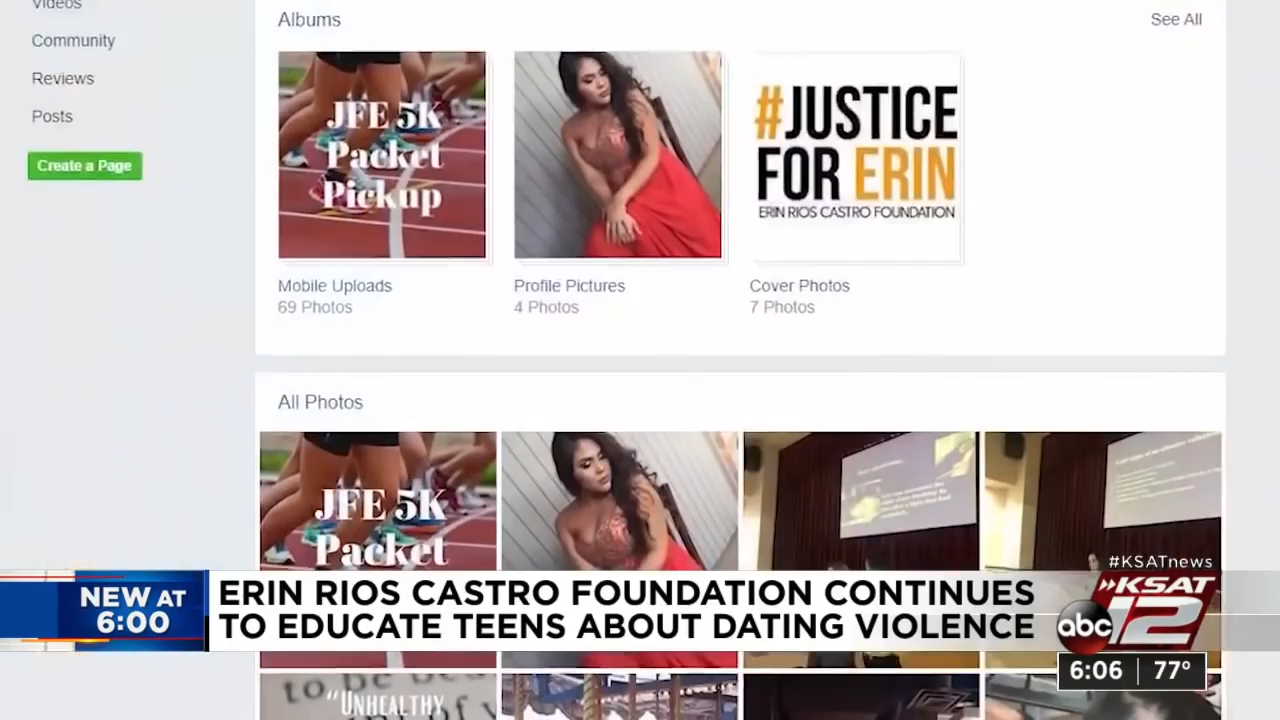 Videos
Community
Reviews
Posts
Create a Page
Albums
See All
JFE 5K
Packet
Pickup
#JUSTICE
FOR ERIN
ERIN RIOS CASTRO FOUNDATION
Mobile Uploads
69 Photos
Profile Pictures
4 Photos
Cover Photos
7 Photos
All Photos
JFE 5K
Packet
#KSATnews
NEW AT
6:00
ERIN RIOS CASTRO FOUNDATION CONTINUES
TO EDUCATE TEENS ABOUT DATING VIOLENCE
KSAT
abc 12
6:06 77°
to be
"UNHEALTHY